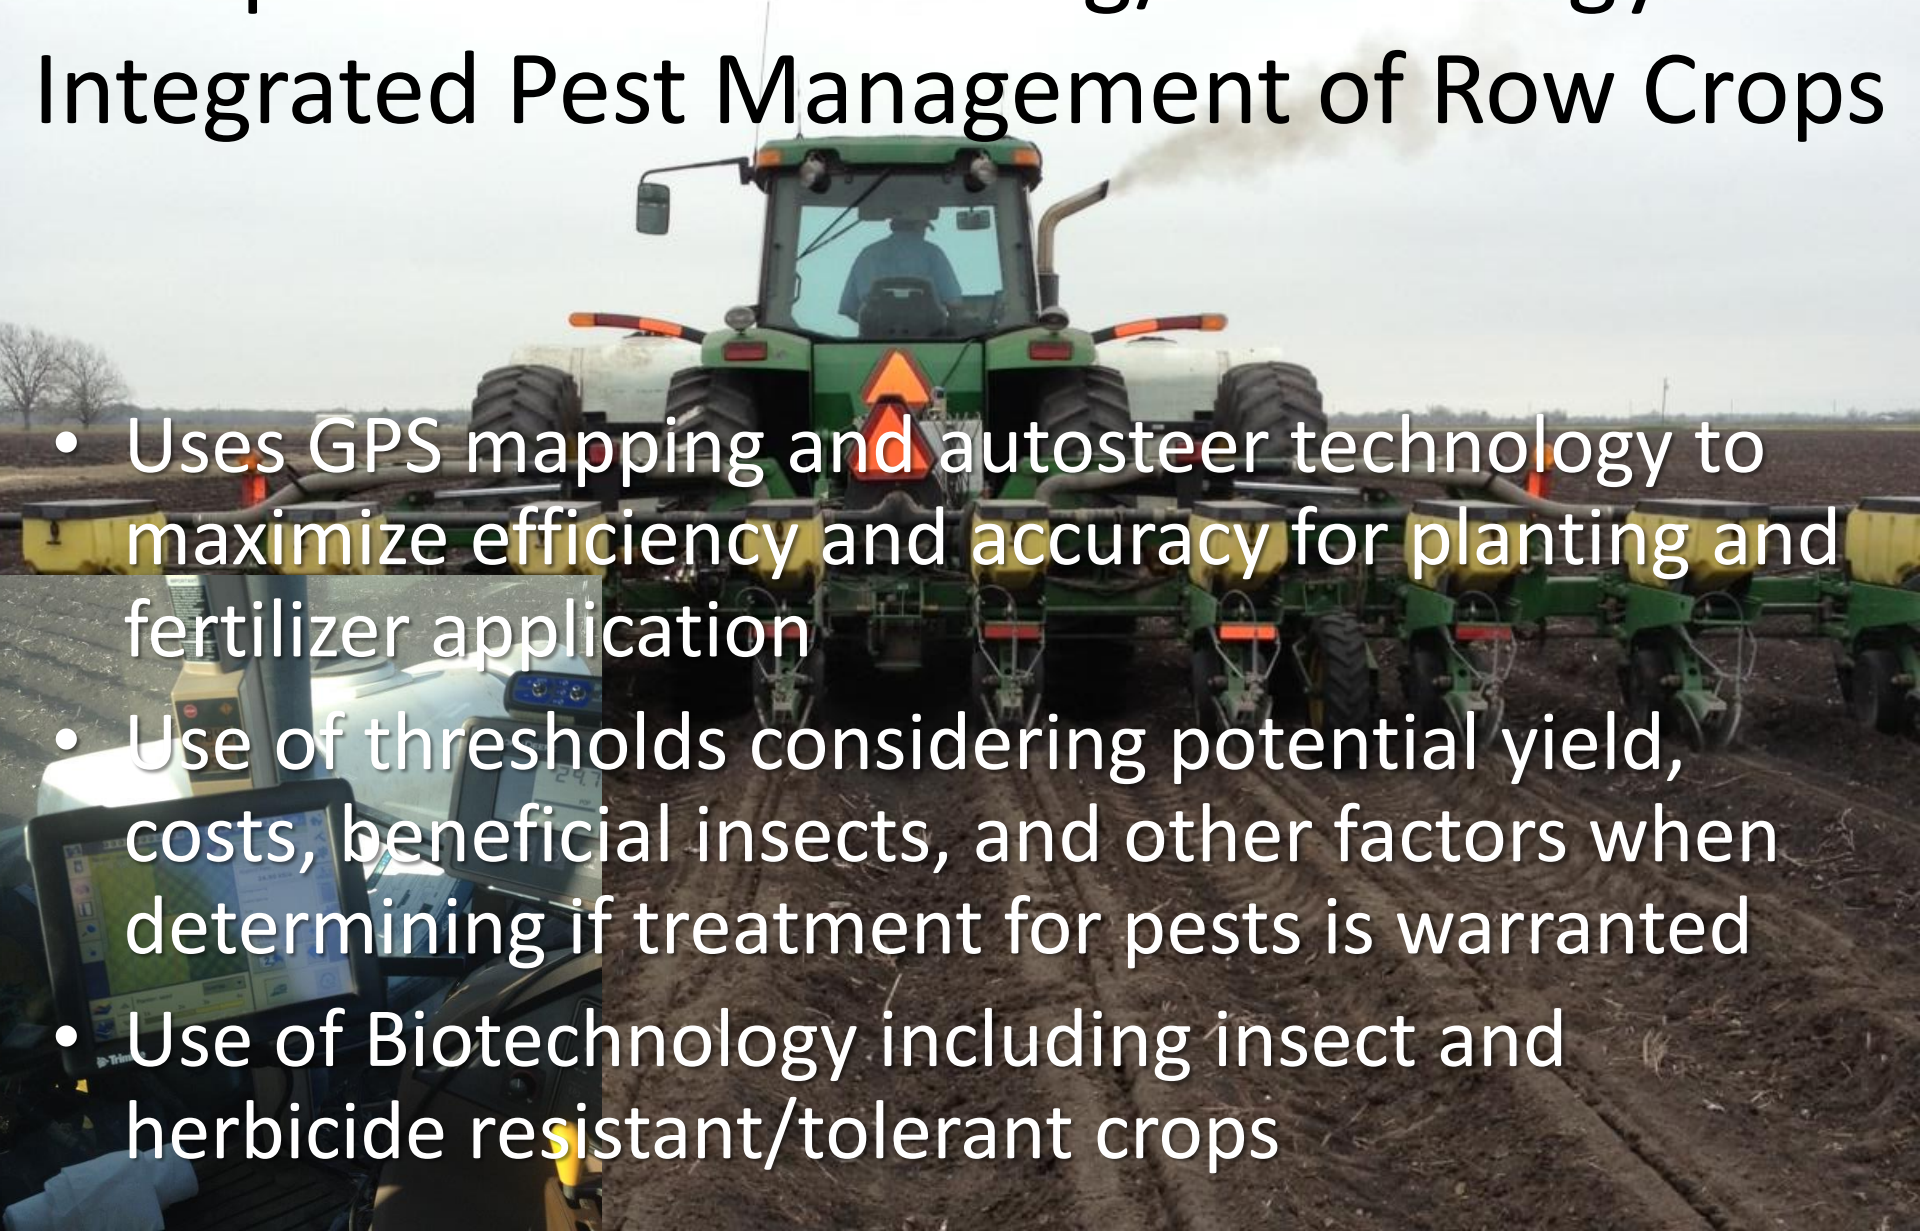 Integrated Pest Management of Row Crops
• Uses GPS mapping and autosteer technology to
maximize efficiency and accuracy for planting and
fertilizer application
• Use of thresholds considering potential yield,
costs, beneficial insects, and other factors when
determining if treatment for pests is warranted
• Use of Biotechnology including insect and
herbicide resistant/tolerant crops